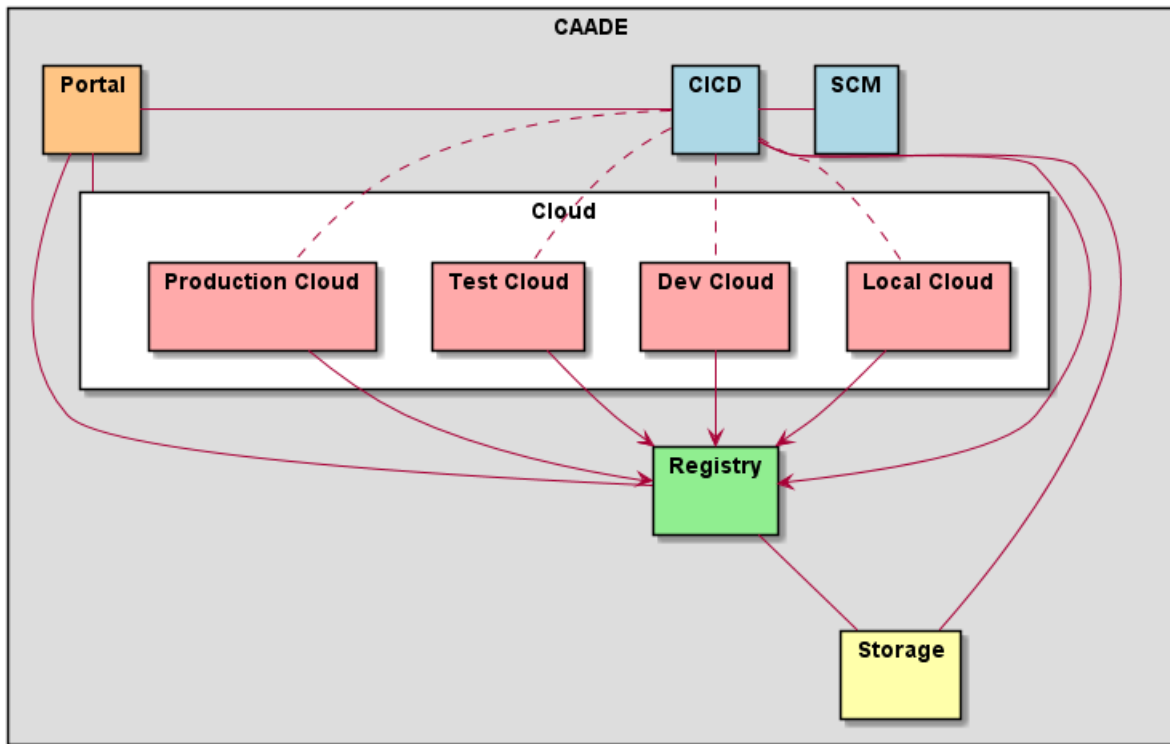 CAADE
Portal
CICD
SCM
Cloud
Production Cloud
Test Cloud
Dev Cloud
Local Cloud
Registry
Storage